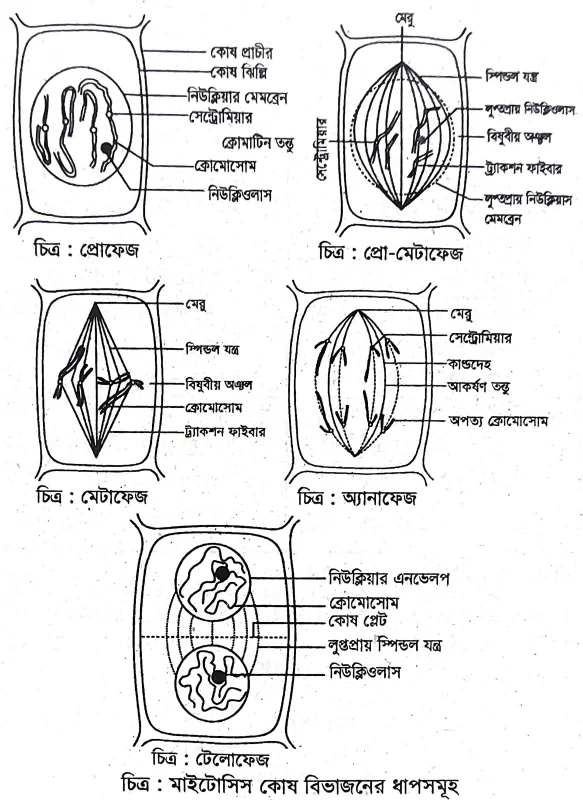 কোষ প্রাচীর
কোষ ঝিল্লি
নিউক্লিয়ার মেমব্রেন
সেন্ট্রোমিয়ার
ক্রোমাটিন তন্তু
ক্রোমোসোম
নিউক্লিওলাস
চিত্র : প্রোফেজ
মেরু
স্পিন্ডল যন্ত্র
লুপ্তপ্রায় নিউক্লিওলাস
বিষুবীয় অঞ্চল
সেন্ট্রোমিয়ার
ট্র্যাকশন ফাইবার
লুপ্তপ্রায় নিউক্লিয়াস
মেমব্রেন
চিত্র : প্রো-মেটাফেজ
মেরু
স্পিন্ডল যন্ত্র
বিষুবীয় অঞ্চল
ক্রোমোসোম
ট্র্যাকশন ফাইবার
চিত্র : মেটাফেজ
মেরু
সেন্ট্রোমিয়ার
কান্ডদেহ
আকর্ষণ তন্তু
অপত্য ক্রোমোসোম
চিত্র : অ্যানাফেজ
নিউক্লিয়ার এনভেলপ
ক্রোমোসোম
কোষ প্লেট
লুপ্তপ্রায় স্পিন্ডল যন্ত্র
নিউক্লিওলাস
চিত্র : টেলোফেজ
চিত্র : মাইটোসিস কোষ বিভাজনের ধাপসমূহ